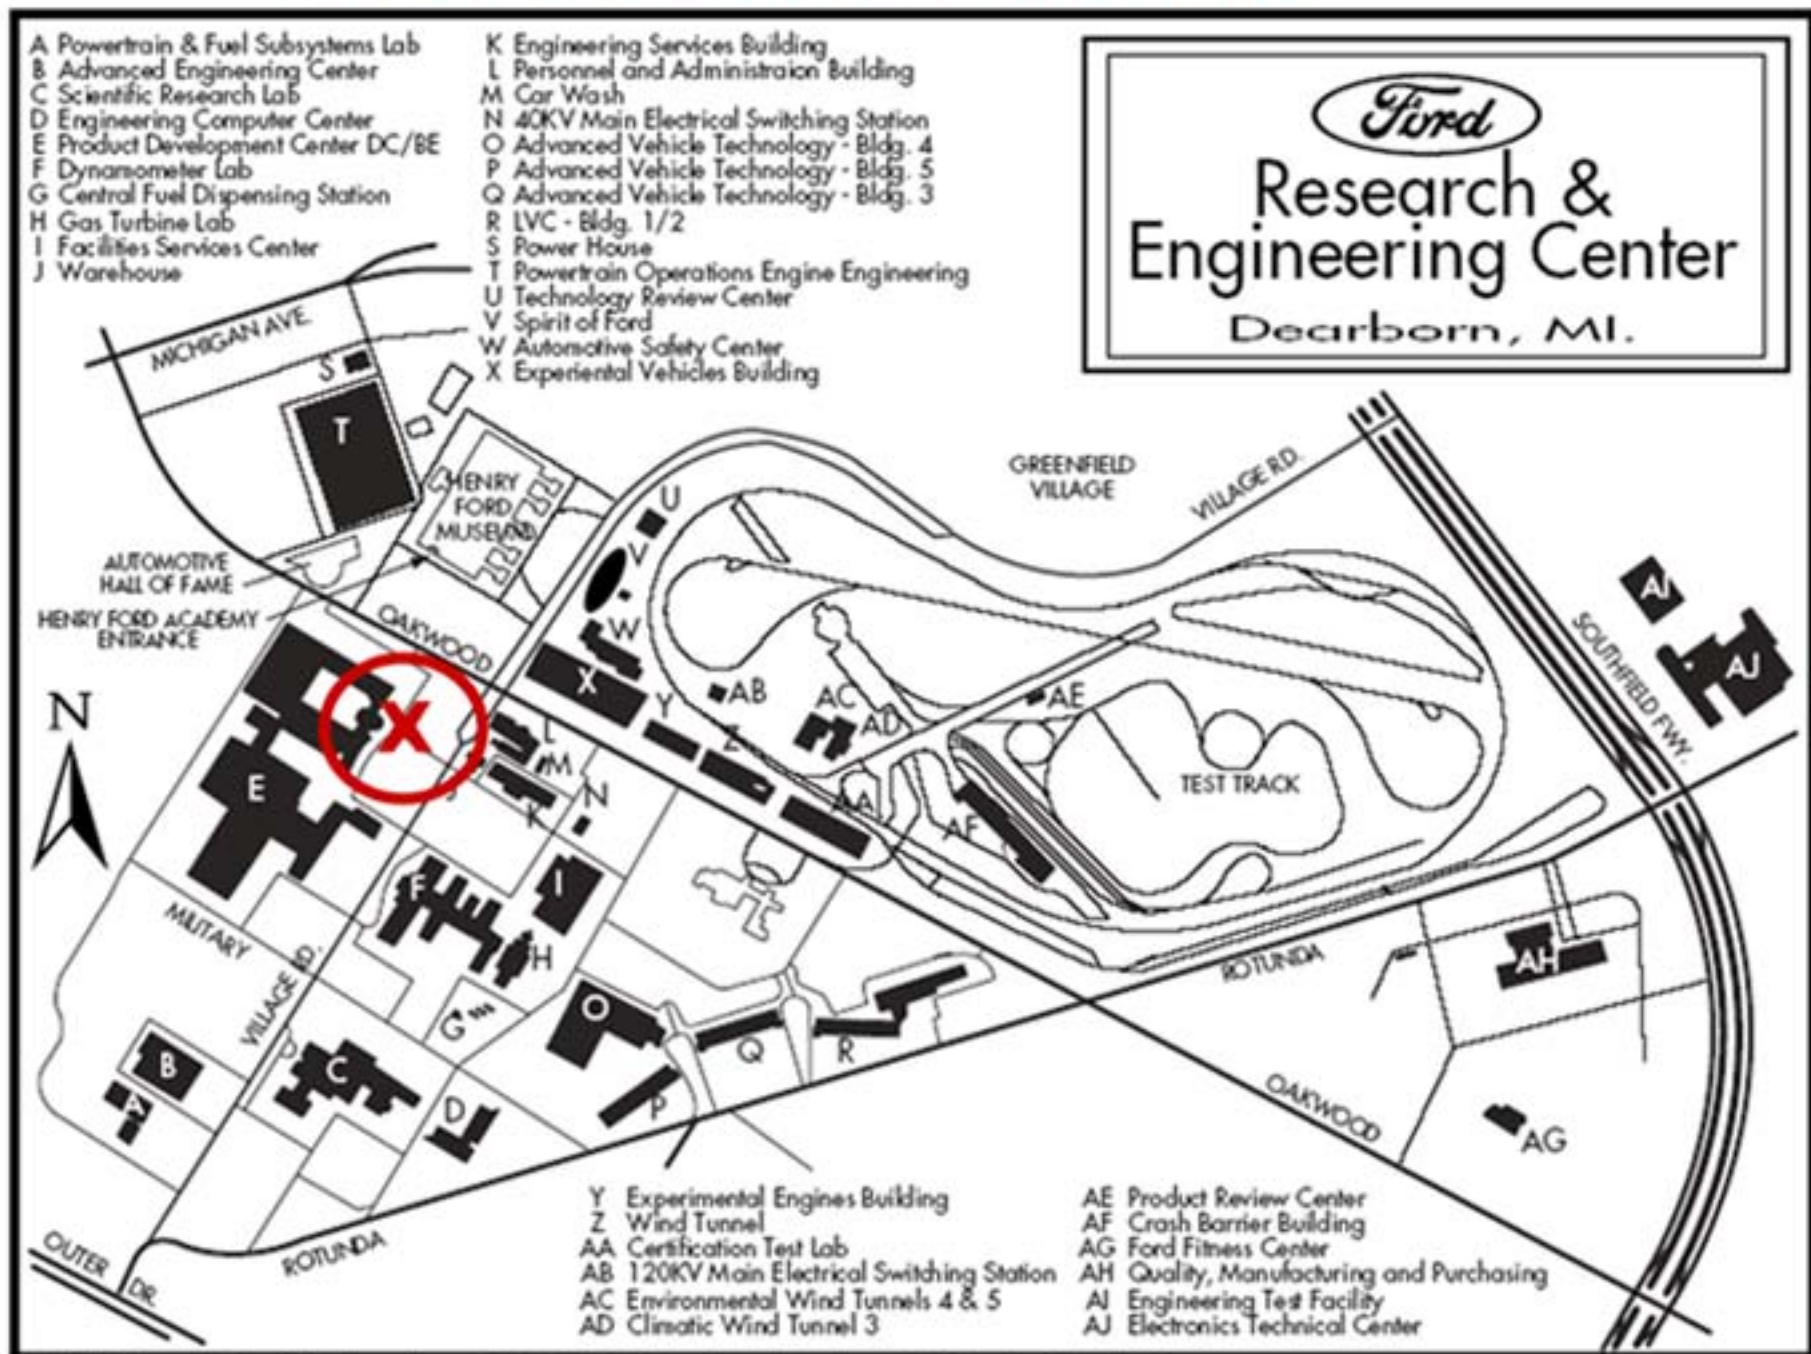 A Powertrain & Fuel Subsystems Lab
B Advanced Engineering Center
C Scientific Research Lab
D Engineering Computer Center
E Product Development Center DC/BE
F Dynamometer Lab
G Central Fuel Dispensing Station
H Gas Turbine Lab
I Facilities Services Center
J Warehouse
K Engineering Services Building
L Personnel and Administraion Building
M Car Wash
N 40KV Main Electrical Switching Station
O Advanced Vehicle Technology - Bldg. 4
P Advanced Vehicle Technology - Bldg. 5
Q Advanced Vehicle Technology - Bldg. 3
R LVC - Bldg. 1/2
S Power House
T Powertrain Operations Engine Engineering
U Technology Review Center
V Spirit of Ford
W Automotive Safety Center
X Experiental Vehicles Building
Ford
Research &
Engineering Center
Dearborn, MI.
MICHIGAN AVE.
S
T
HENRY
FORD
MUSEUM
AUTOMOTIVE
HALL OF FAME
HENRY FORD ACADEMY
ENTRANCE
OAKWOOD
U
V
W
X
GREENFIELD
VILLAGE
VILLAGE RD.
SOUTHFIELD FWY.
AI
AJ
N
X
E
L
M
J
K
N
Y
Z
AA
AB
AC
AD
AE
AF
TEST TRACK
F
I
H
G
MILITARY
VILLAGE RD.
B
A
C
D
O
P
Q
R
ROTUNDA
AH
OAKWOOD
AG
OUTER DR.
ROTUNDA
Y Experimental Engines Building
Z Wind Tunnel
AA Certification Test Lab
AB 120KV Main Electrical Switching Station
AC Environmental Wind Tunnels 4 & 5
AD Climatic Wind Tunnel 3
AE Product Review Center
AF Crash Barrier Building
AG Ford Fitness Center
AH Quality, Manufacturing and Purchasing
AI Engineering Test Facility
AJ Electronics Technical Center